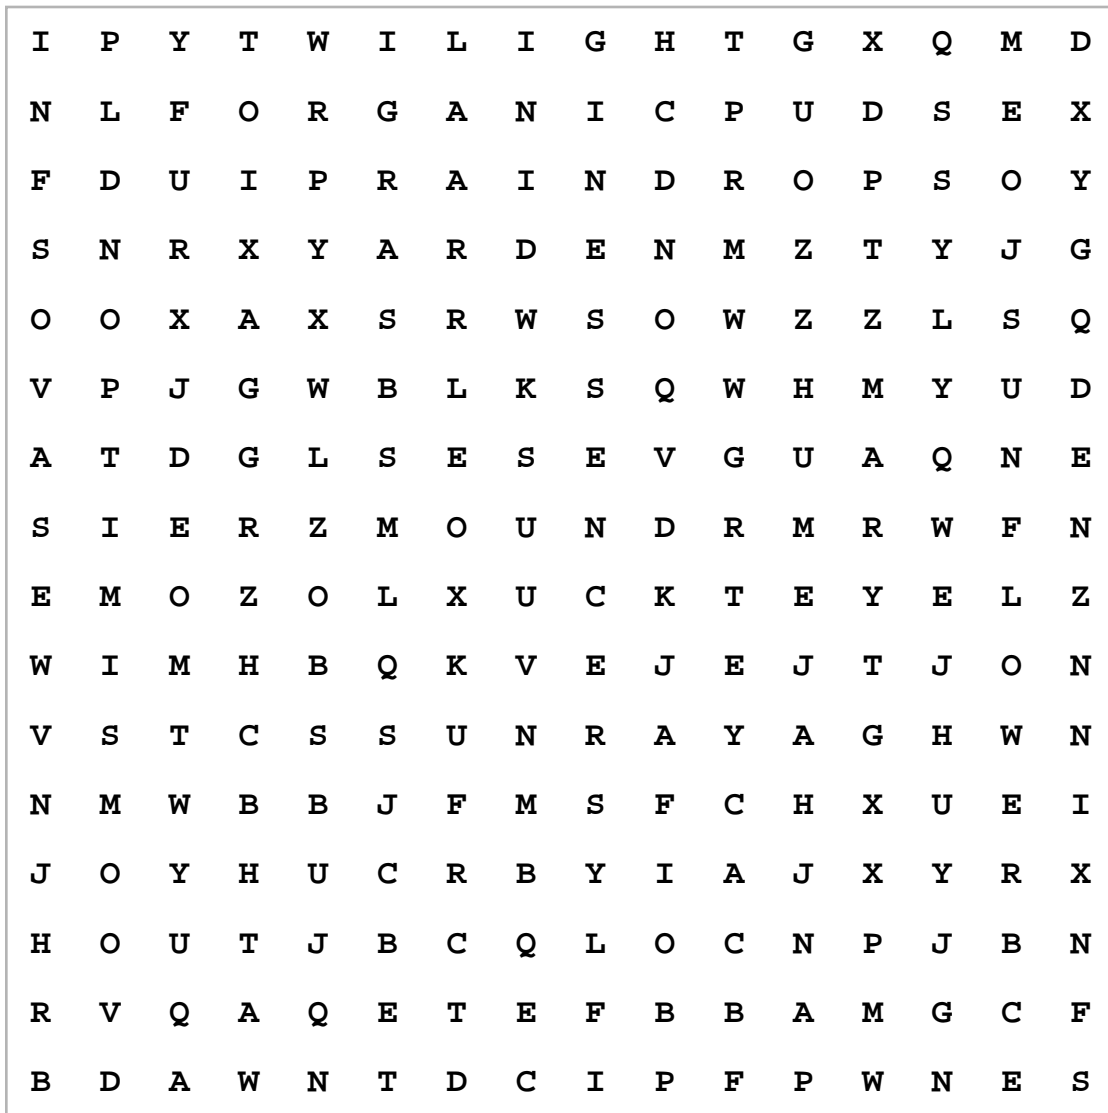 I P Y T W I L I G H T G X Q M D
N L F O R G A N I C P U D S E X
F D U I P R A I N D R O P S O Y
S N R X Y A R D E N M Z T Y J G
O O X A X S R W S O W Z Z L S Q
V P J G W B L K S Q W H M Y U D
A T D G L S E S E V G U A Q N E
S I E R Z M O U N D R M R W F N
E M O Z O L X U C K T E Y E L Z
W I M H B Q K V E J E J T J O N
V S T C S S U N R A Y A G H W N
N M W B B J F M S F C H X U E I
J O Y H U C R B Y I A J X Y R X
H O U T J B C Q L O C N P J B N
R V Q A Q E T E F B B A M G C F
B D A W N T D C I P F P W N E S